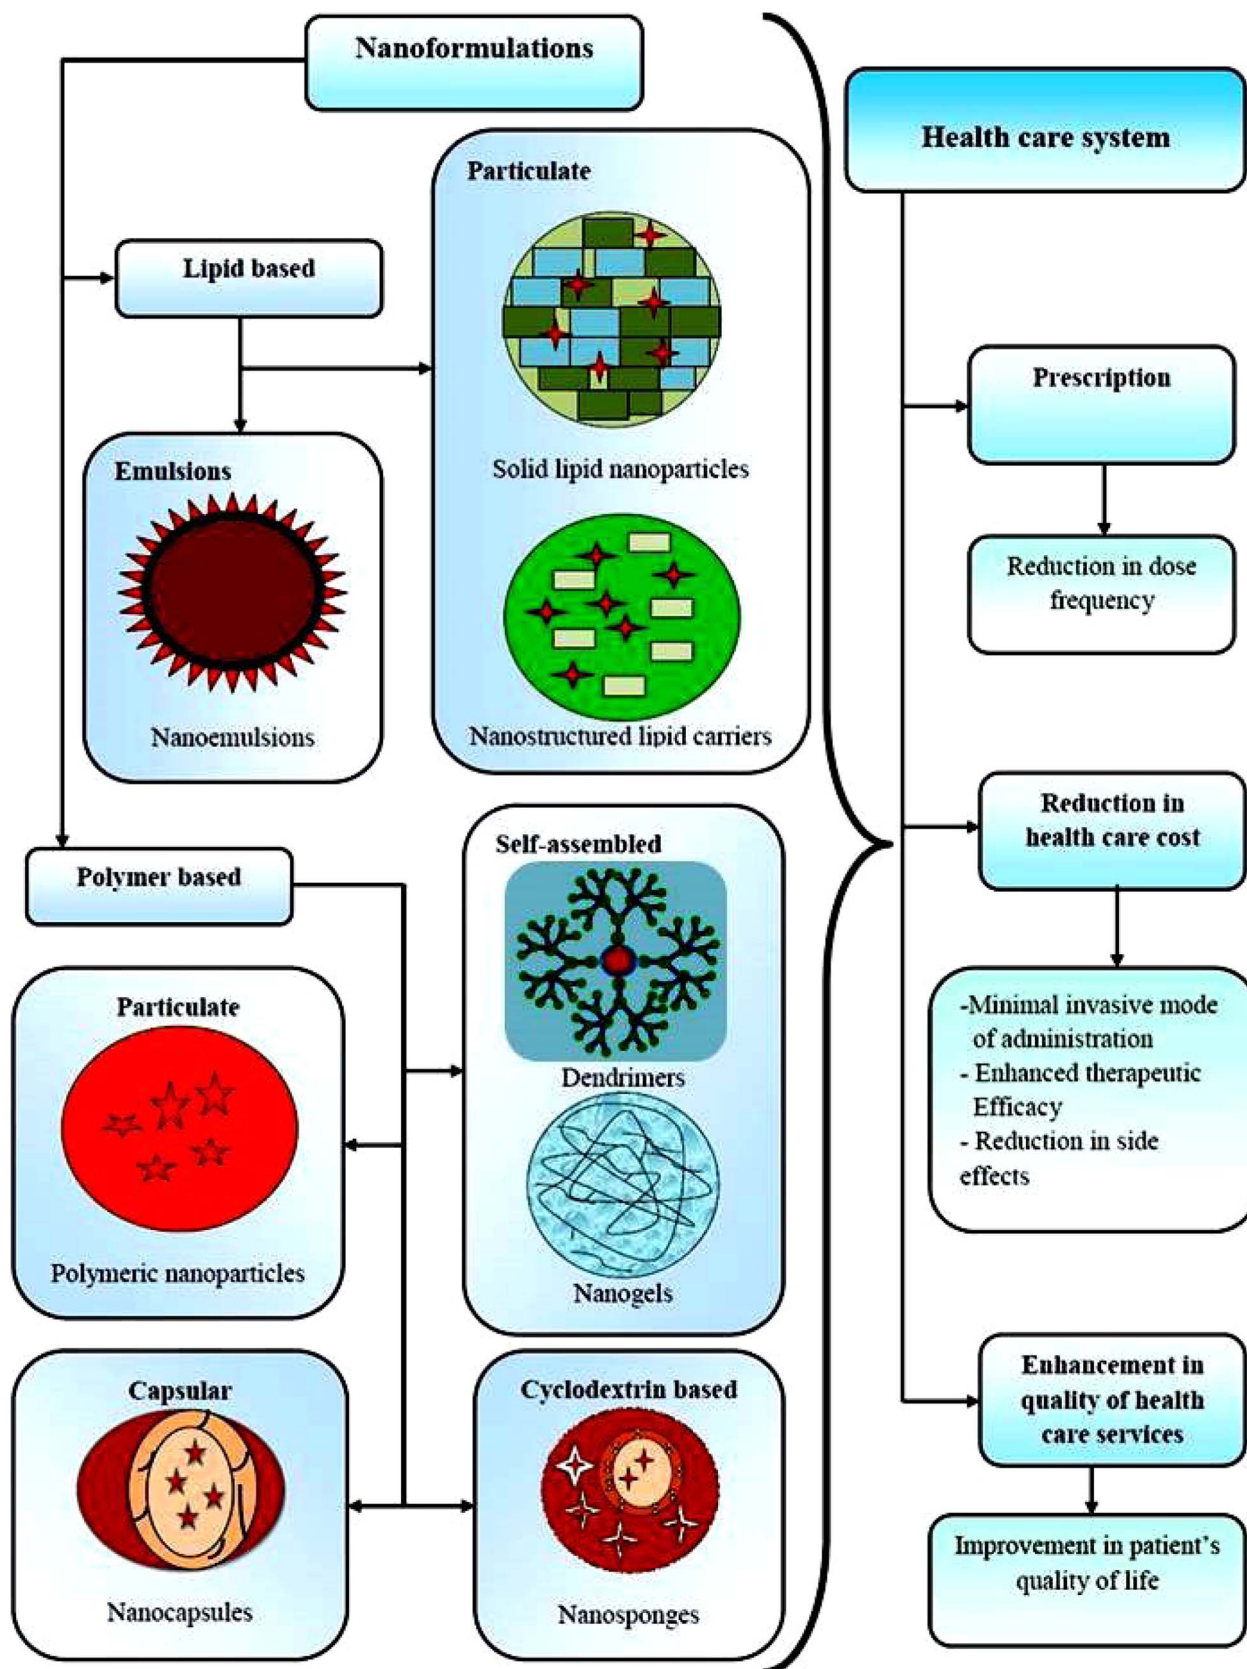 Nanoformulations
Lipid based
Emulsions
Nanoemulsions
Particulate
Solid lipid nanoparticles
Nanostructured lipid carriers
Polymer based
Particulate
Polymeric nanoparticles
Self-assembled
Dendrimers
Nanogels
Capsular
Nanocapsules
Cyclodextrin based
Nanosponges
Health care system
Prescription
Reduction in dose
frequency
Reduction in
health care cost
-Minimal invasive mode
of administration
- Enhanced therapeutic
Efficacy
- Reduction in side
effects
Enhancement in
quality of health
care services
Improvement in patient's
quality of life